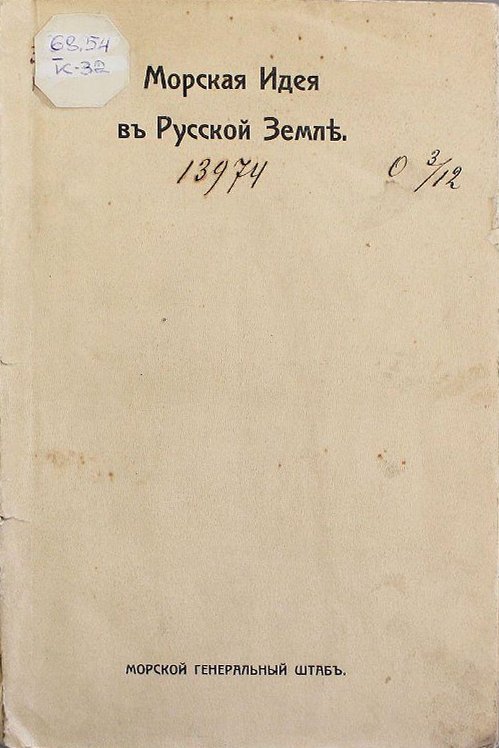 68.54
К-32
Морская Идея
въ Русской Землѣ.
13974
О 3/12
МОРСКОЙ ГЕНЕРАЛЬНЫЙ ШТАБЪ.